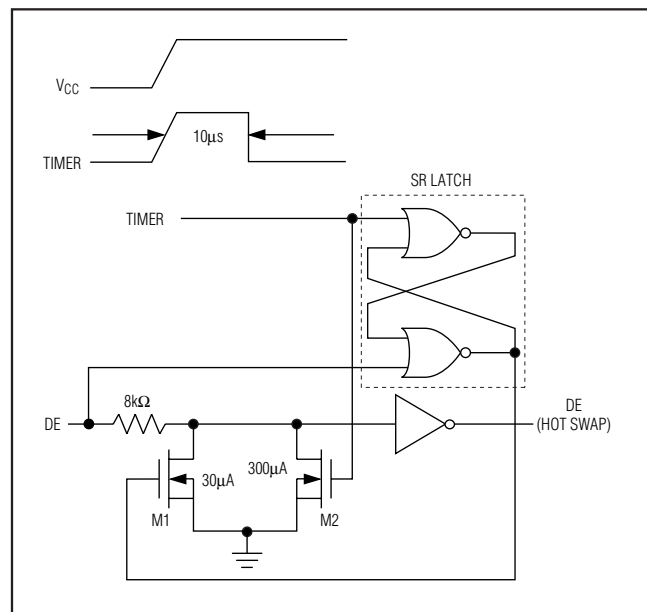 VCC
10μs
TIMER
SR LATCH
TIMER
8kΩ
DE
DE
(HOT SWAP)
30μA
300μA
M1
M2